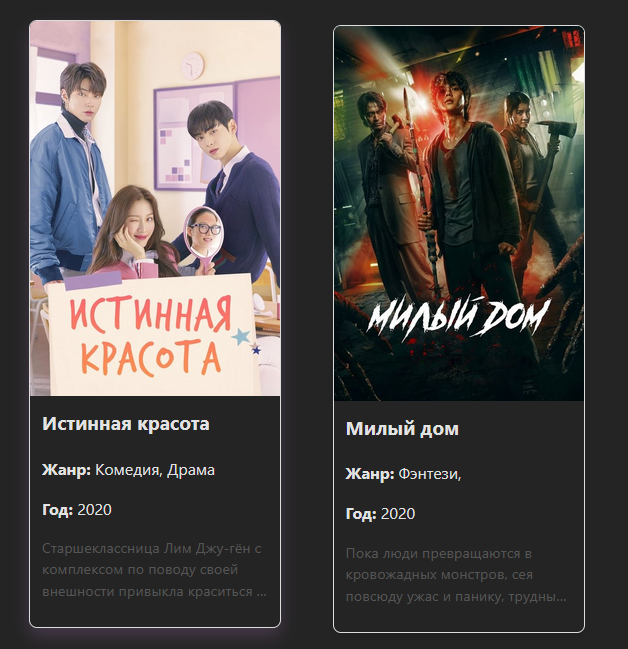 ИСТИННАЯ
КРАСОТА
Истинная красота
Жанр: Комедия, Драма
Год: 2020
Старшеклассница Лим Джу-гён с
комплексом по поводу своей
внешности привыкла краситься ...
МИЛЫЙ ДОМ
Милый дом
Жанр: Фэнтези,
Год: 2020
Пока люди превращаются в
кровожадных монстров, сея
повсюду ужас и панику, трудны...